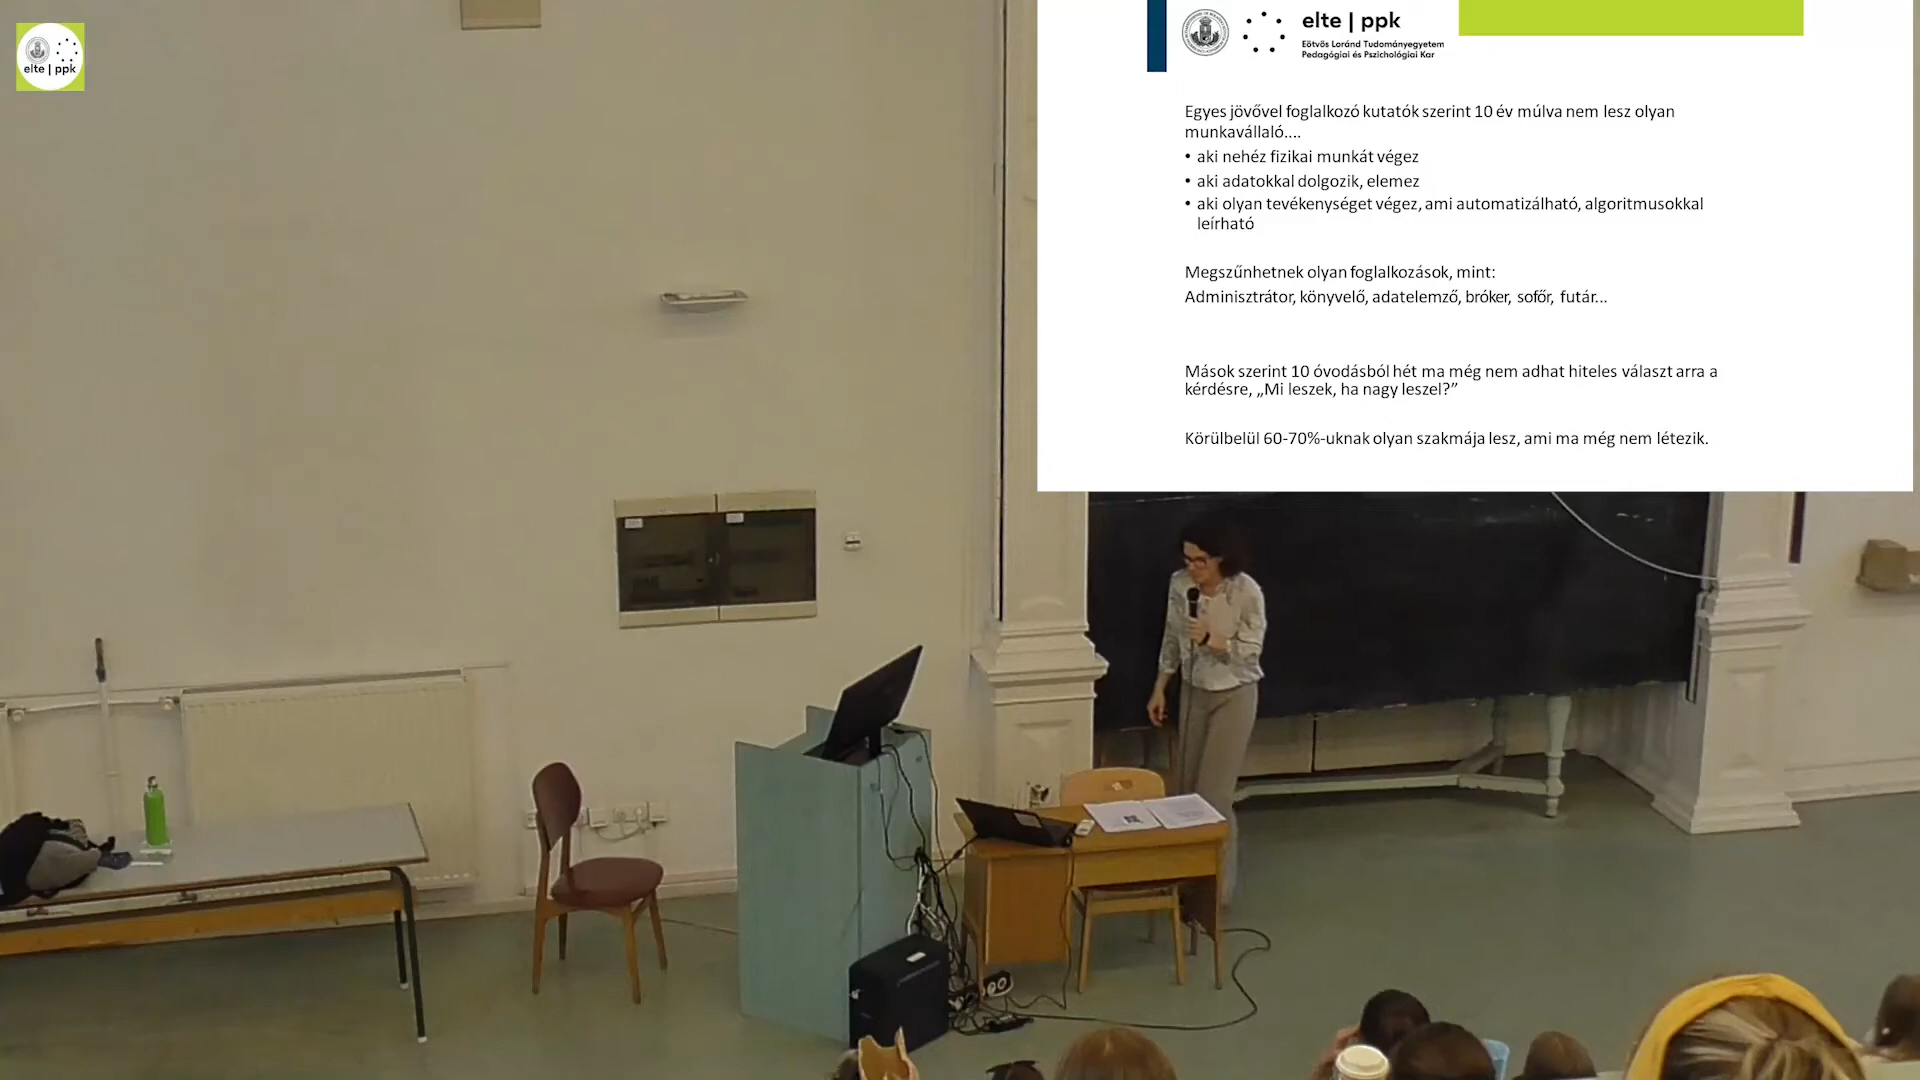 elte | ppk
elte | ppk
Eötvös Loránd Tudományegyetem
Pedagógiai és Pszichológiai Kar
Egyes jövővel foglalkozó kutatók szerint 10 év múlva nem lesz olyan
munkavállaló....
• aki nehéz fizikai munkát végez
• aki adatokkal dolgozik, elemez
• aki olyan tevékenységet végez, ami automatizálható, algoritmusokkal
leírható
Megszűnhetnek olyan foglalkozások, mint:
Adminisztrátor, könyvelő, adatelemző, bróker, sofőr, futár...
Mások szerint 10 óvodásból hét ma még nem adhat hiteles választ arra a
kérdésre, „Mi leszek, ha nagy leszel?”
Körülbelül 60-70%-uknak olyan szakmája lesz, ami ma még nem létezik.